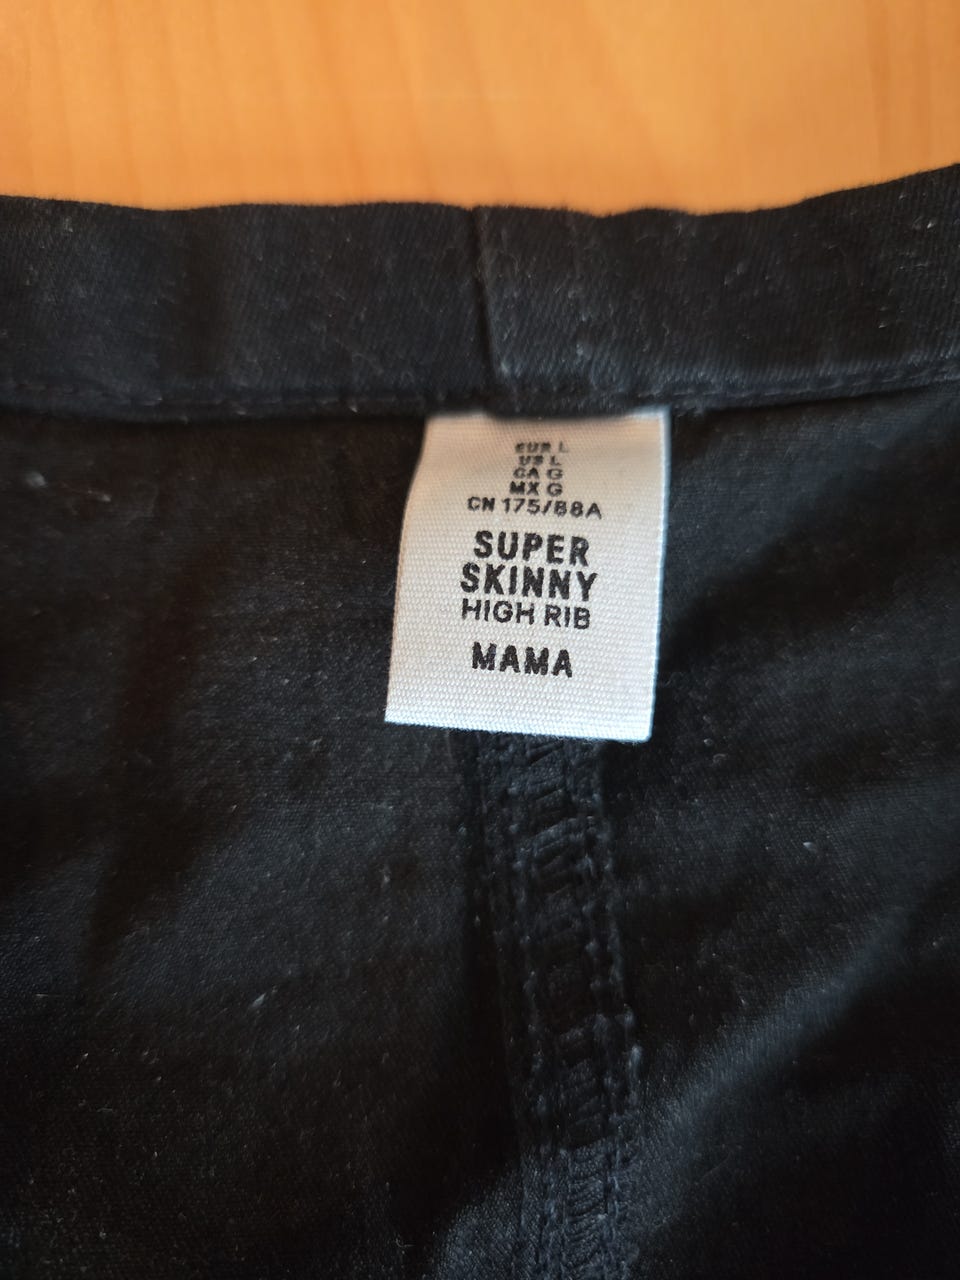 EUR L
US L
CA G
MX G
CN 175/88A
SUPER
SKINNY
HIGH RIB
MAMA